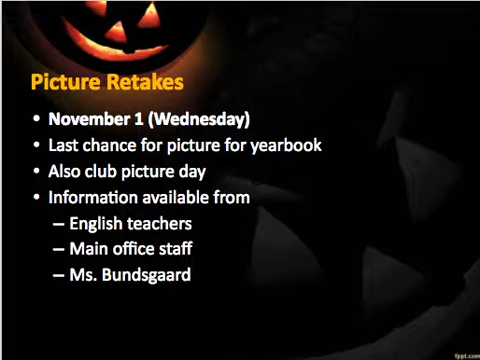 Picture Retakes
• November 1 (Wednesday)
• Last chance for picture for yearbook
• Also club picture day
• Information available from
– English teachers
– Main office staff
– Ms. Bundsgaard
fppt.com